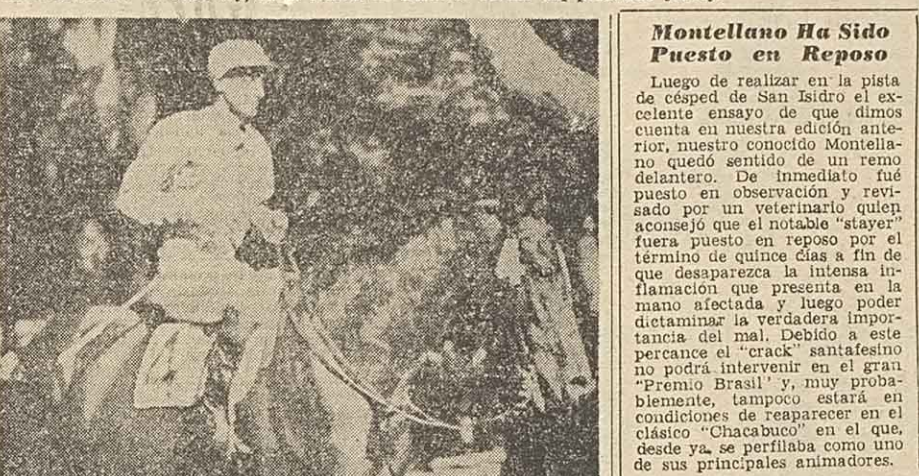 Montellano Ha Sido
Puesto en Reposo
Luego de realizar en la pista
de césped de San Isidro el ex-
celente ensayo de que dimos
cuenta en nuestra edición ante-
rior, nuestro conocido Montella-
no quedó sentido de un remo
delantero. De inmediato fué
puesto en observación y revi-
sado por un veterinario quien
aconsejó que el notable "stayer"
fuera puesto en reposo por el
término de quince días a fin de
que desaparezca la intensa in-
flamación que presenta en la
mano afectada y luego poder
dictaminar la verdadera impor-
tancia del mal. Debido a este
percance el "crack" santafesino
no podrá intervenir en el gran
"Premio Brasil" y, muy proba-
blemente, tampoco estará en
condiciones de reaparecer en el
clásico "Chacabuco" en el que,
desde ya, se perfilaba como uno
de sus principales animadores.